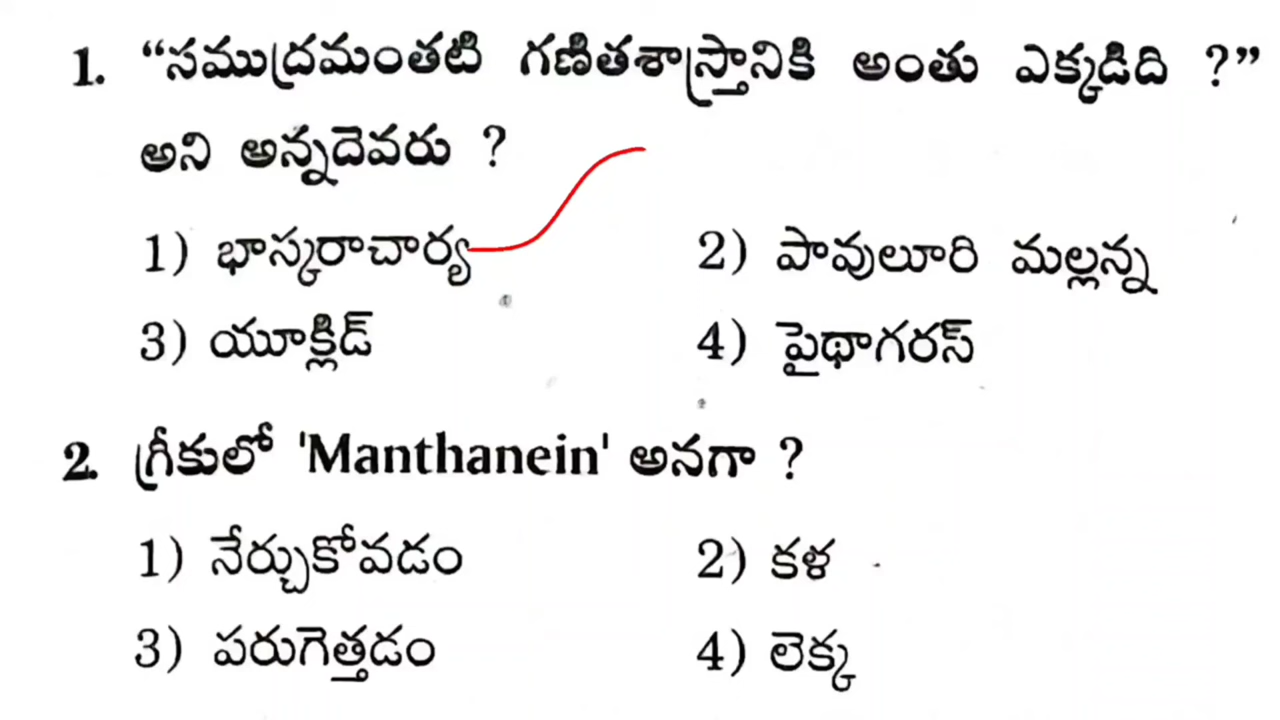 1. “సముద్రమంతటి గణితశాస్త్రానికి అంతు ఎక్కడిది ?”
అని అన్నదెవరు ?
1) భాస్కరాచార్య 2) పావులూరి మల్లన్న
3) యూక్లిడ్ 4) పైథాగరస్
2. గ్రీకులో 'Manthanein' అనగా ?
1) నేర్చుకోవడం 2) కళ
3) పరుగెత్తడం 4) లెక్క